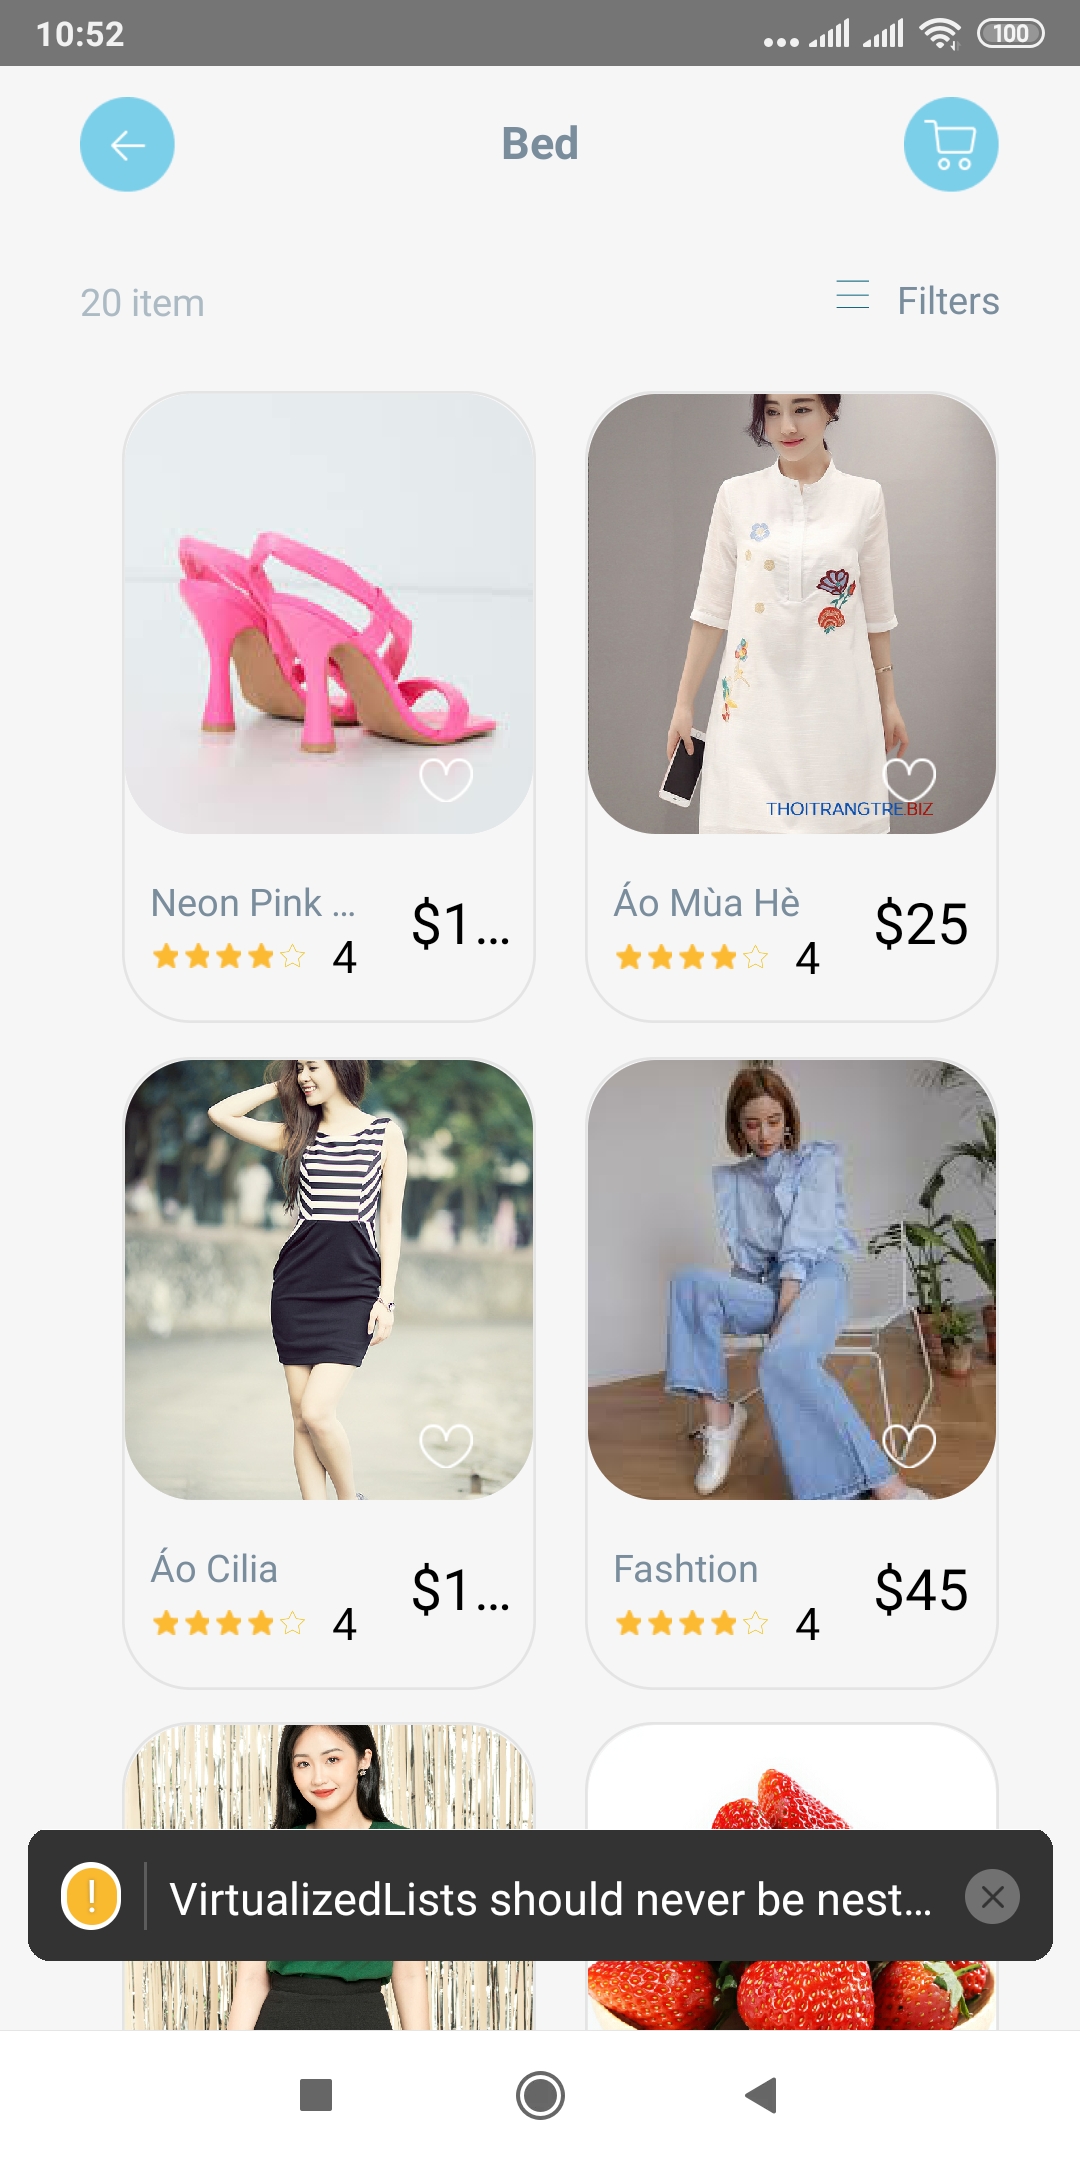 10:52
100
Bed
20 item
Filters
THOITRANGTRE.BIZ
Neon Pink ...
$1...
4
Áo Mùa Hè
$25
4
Áo Cilia
$1...
4
Fashtion
$45
4
! VirtualizedLists should never be nest...